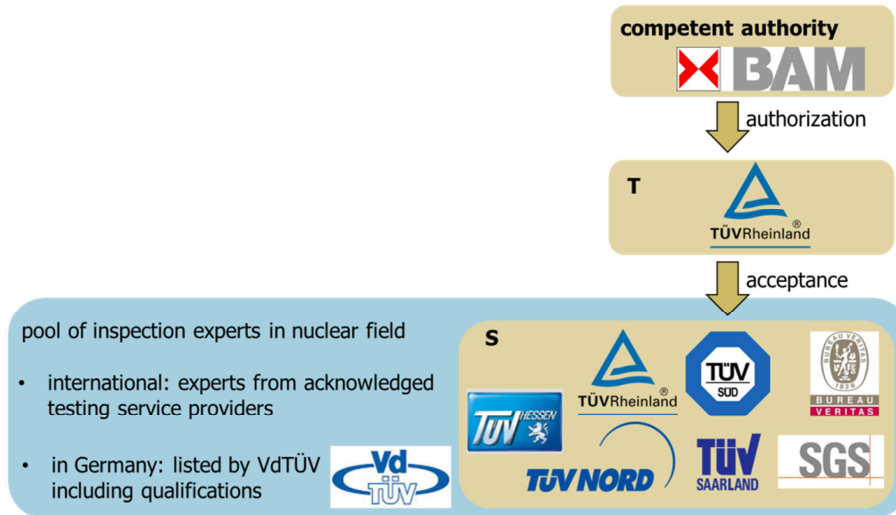 competent authority
BAM
authorization
T
TÜVRheinland®
acceptance
pool of inspection experts in nuclear field
• international: experts from acknowledged
testing service providers
• in Germany: listed by VdTÜV
including qualifications
Vd
TÜV
S
TÜV HESSEN
TÜVRheinland®
TÜV
SÜD
BUREAU VERITAS
1828
BUREAU
VERITAS
TÜV NORD
TÜV
SAARLAND
SGS